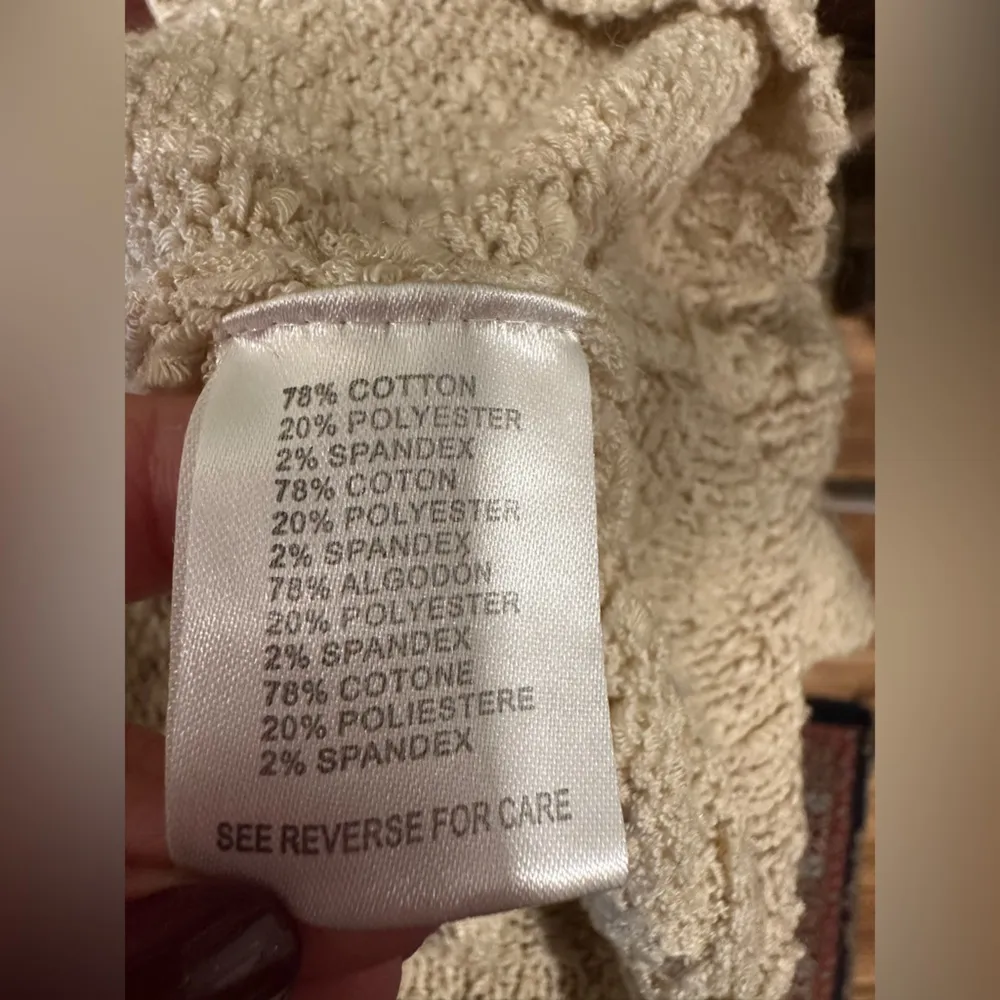 78% COTTON
20% POLYESTER
2% SPANDEX
78% COTON
20% POLYESTER
2% SPANDEX
78% ALGODÓN
20% POLYESTER
2% SPANDEX
78% COTONE
20% POLIESTERE
2% SPANDEX
SEE REVERSE FOR CARE